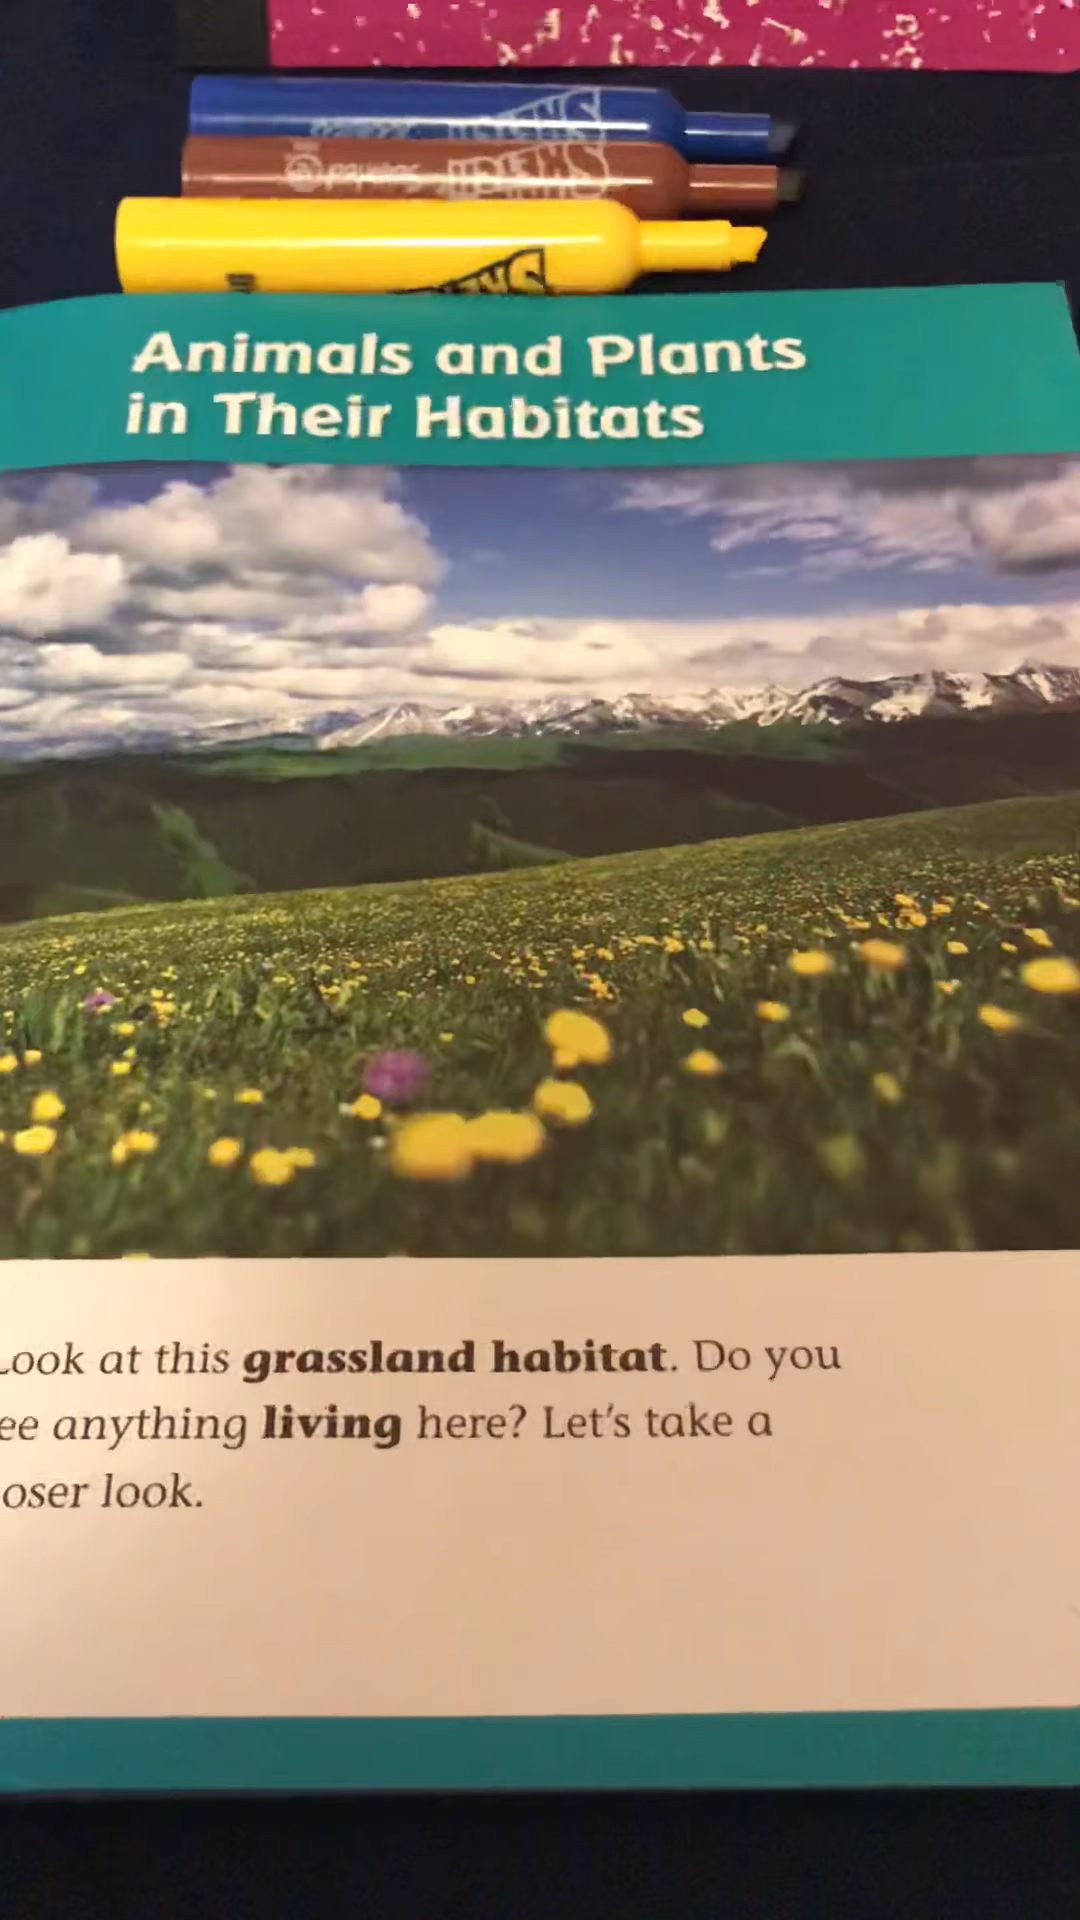 Animals and Plants
in Their Habitats
Look at this grassland habitat. Do you
ee anything living here? Let's take a
oser look.